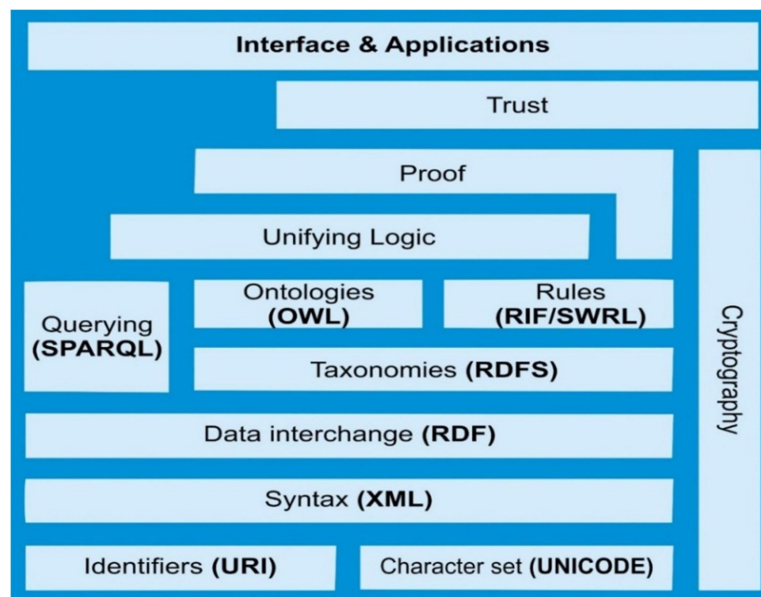 Interface & Applications
Trust
Proof
Unifying Logic
Querying
(SPARQL)
Ontologies
(OWL)
Rules
(RIF/SWRL)
Taxonomies (RDFS)
Data interchange (RDF)
Syntax (XML)
Identifiers (URI)
Character set (UNICODE)
Cryptography